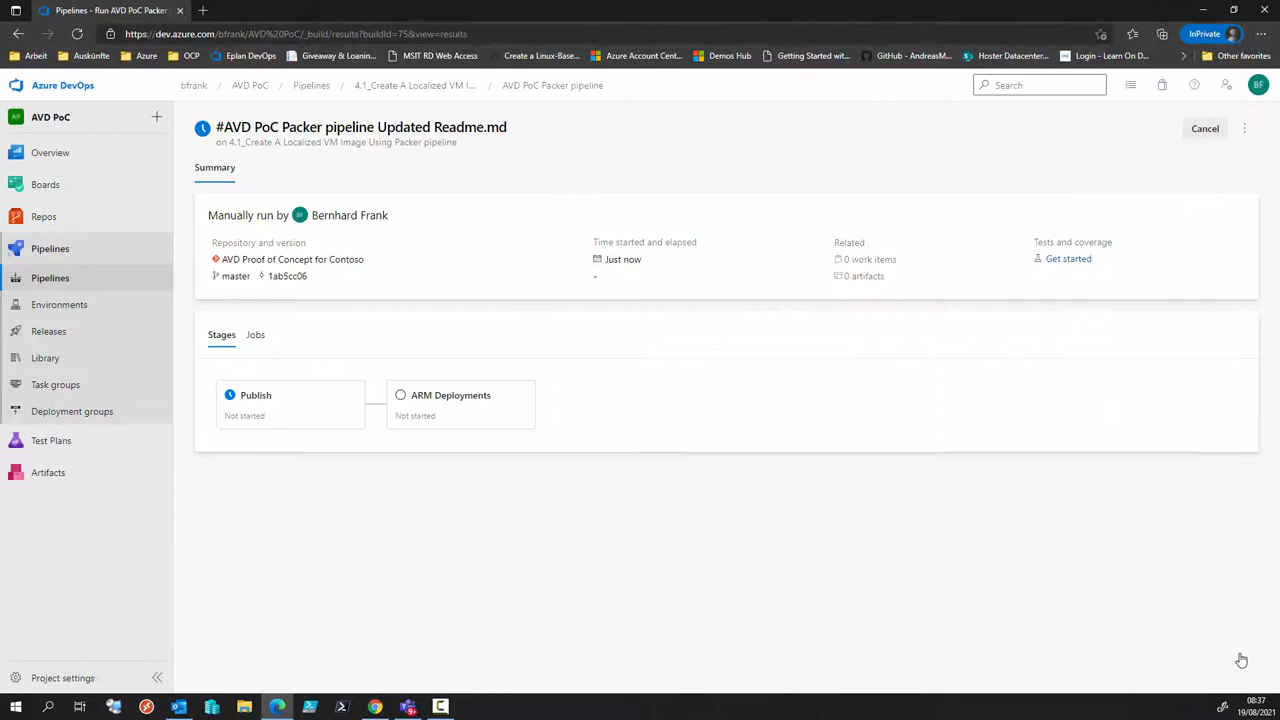 Pipelines - Run AVD PoC Packer
https://dev.azure.com/bfrank/AVD%20PoC/_build/results?buildId=75&view=results
InPrivate
Arbeit
Auskünfte
Azure
OCP
Eplan DevOps
Giveaway & Loanin...
MSIT RD Web Access
Create a Linux-Base...
Azure Account Cent...
Demos Hub
Getting Started wit...
GitHub - AndreasM...
Hoster Datacenter...
Login - Learn On D...
Other favorites
Azure DevOps
bfrank / AVD PoC / Pipelines / 4.1_Create A Localized VM I... / AVD PoC Packer pipeline
Search
BF
AP
AVD PoC
Overview
Boards
Repos
Pipelines
Pipelines
Environments
Releases
Library
Task groups
Deployment groups
Test Plans
Artifacts
Project settings
#AVD PoC Packer pipeline Updated Readme.md
on 4.1_Create A Localized VM Image Using Packer pipeline
Cancel
Summary
Manually run by BF Bernhard Frank
Repository and version
AVD Proof of Concept for Contoso
master 1ab5cc06
Time started and elapsed
Just now
-
Related
0 work items
0 artifacts
Tests and coverage
Get started
Stages Jobs
Publish
Not started
ARM Deployments
Not started
08:37
19/08/2021